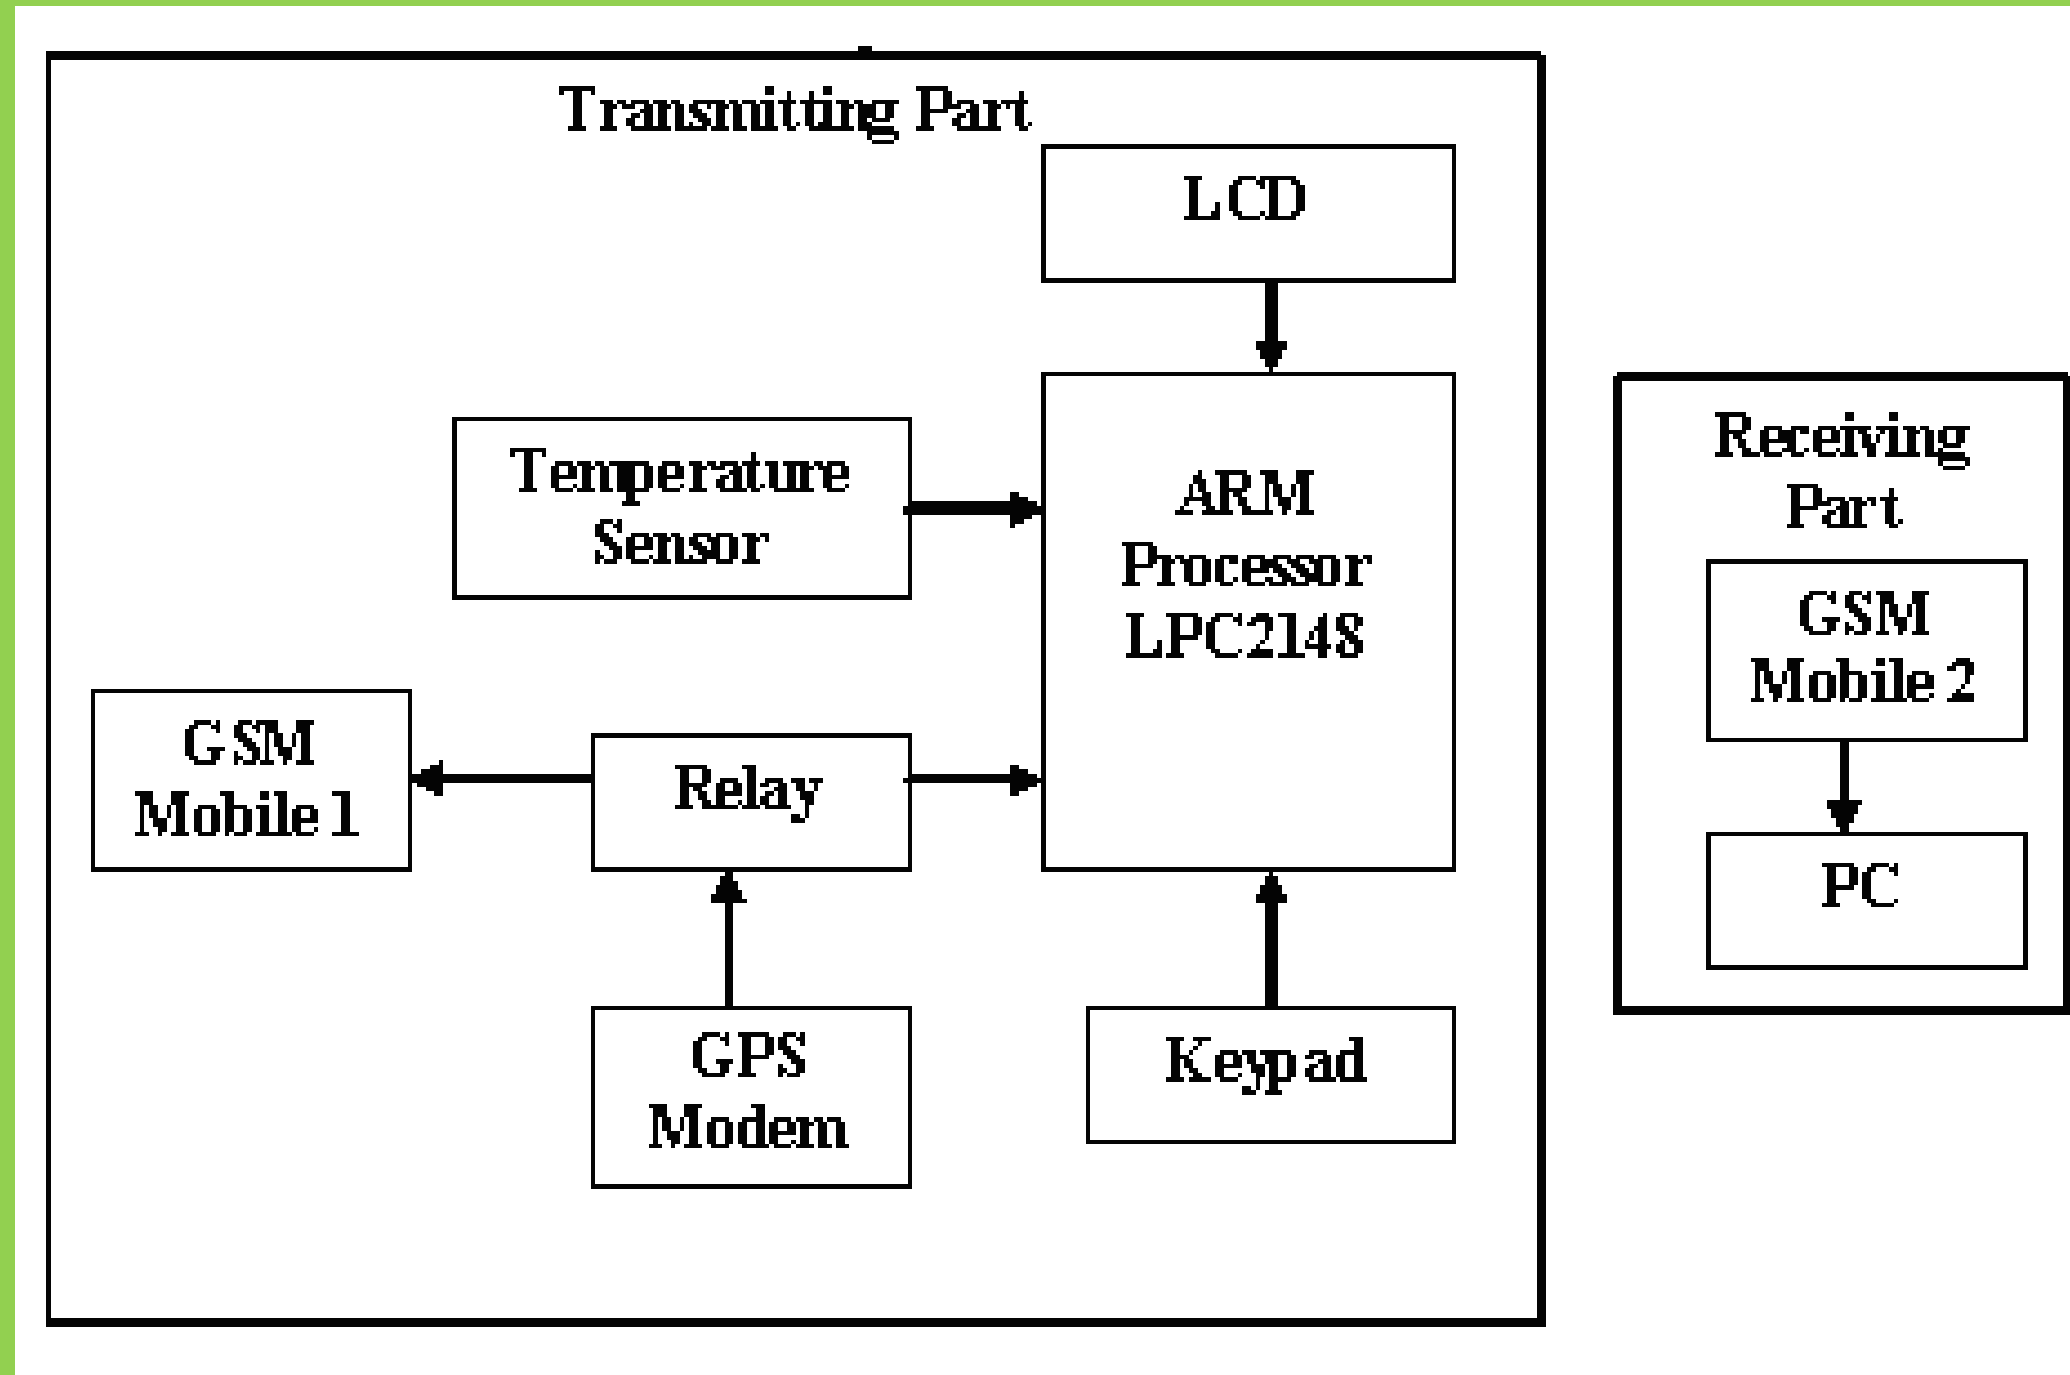 Transmitting Part
LCD
Temperature
Sensor
ARM
Processor
LPC2148
GSM
Mobile 1
Relay
GPS
Modem
Keypad
Receiving
Part
GSM
Mobile 2
PC